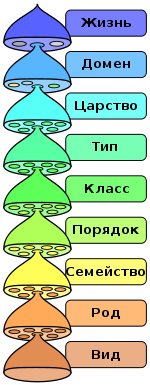 Жизнь
Домен
Царство
Тип
Класс
Порядок
Семейство
Род
Вид